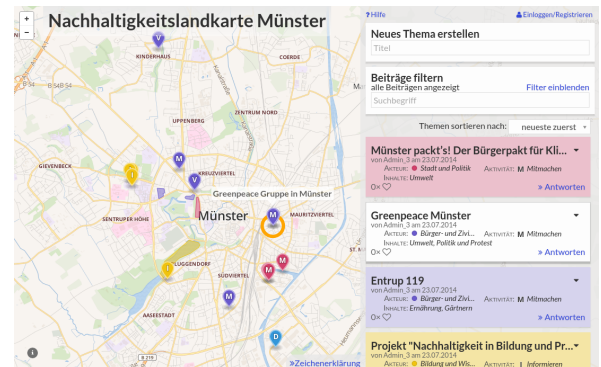 Nachhaltigkeitslandkarte Münster
+
−
V
KINDERHAUS
COERDE
B 54
ZENTRUM NORD
UPPENBERG
M
GIEVENBECK
KREUZVIERTEL
I
V
Greenpeace Gruppe in Münster
M
Münster
MAURITZVIERTEL
SENTRUPER HÖHE
PLUGGENDORF
I
SÜDVIERTEL
M
M
M
AASEESTADT
D
B 219
»Zeichenerklärung
? Hilfe
Einloggen/Registrieren
Neues Thema erstellen
Titel
Beiträge filtern
alle Beiträgen angezeigt
Filter einblenden
Suchbegriff
Themen sortieren nach: neueste zuerst
Münster packt's! Der Bürgerpakt für Kli...
von Admin_3 am 23.07.2014
AKTEUR: Stadt und Politik AKTIVITÄT: M Mitmachen
INHALTE: Umwelt
0× » Antworten
Greenpeace Münster
von Admin_3 am 23.07.2014
AKTEUR: Bürger- und Zivi... AKTIVITÄT: M Mitmachen
INHALTE: Umwelt, Politik und Protest
0× » Antworten
Entrup 119
von Admin_3 am 23.07.2014
AKTEUR: Bürger- und Zivi... AKTIVITÄT: M Mitmachen
INHALTE: Ernährung, Gärtnern
0× » Antworten
Projekt "Nachhaltigkeit in Bildung und Pr...
von Admin_3 am 23.07.2014
AKTEUR: Bildung und Wis... AKTIVITÄT: I Informieren